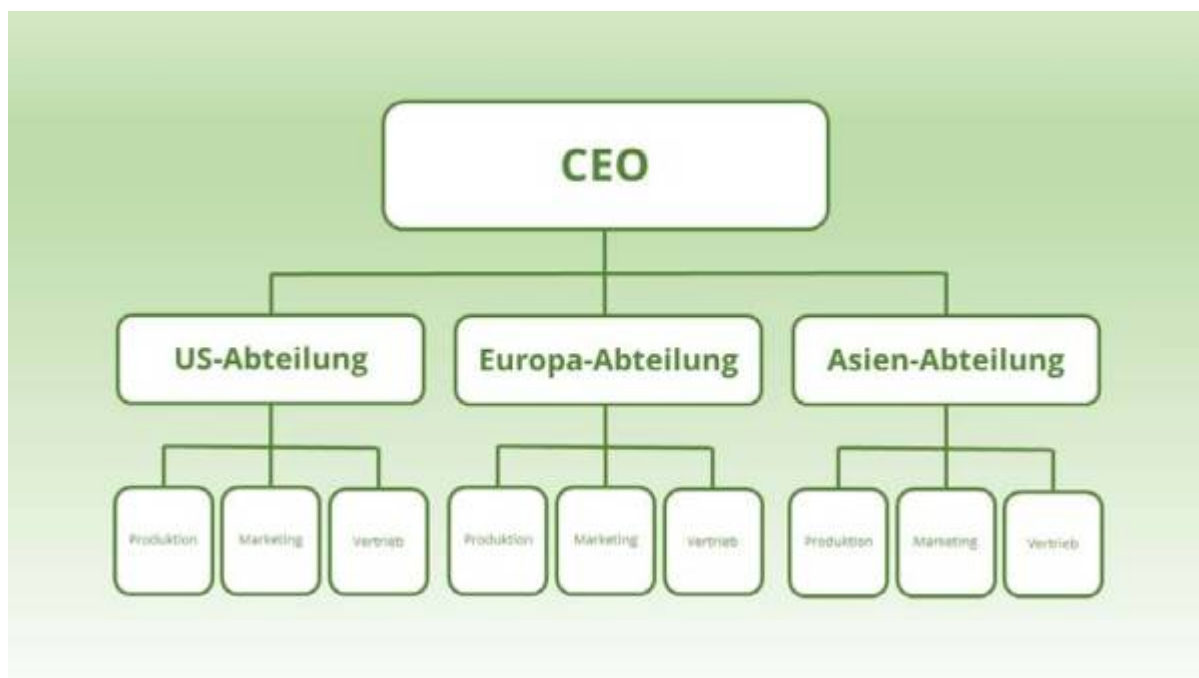 CEO
US-Abteilung
Europa-Abteilung
Asien-Abteilung
Produktion
Marketing
Vertrieb
Produktion
Marketing
Vertrieb
Produktion
Marketing
Vertrieb